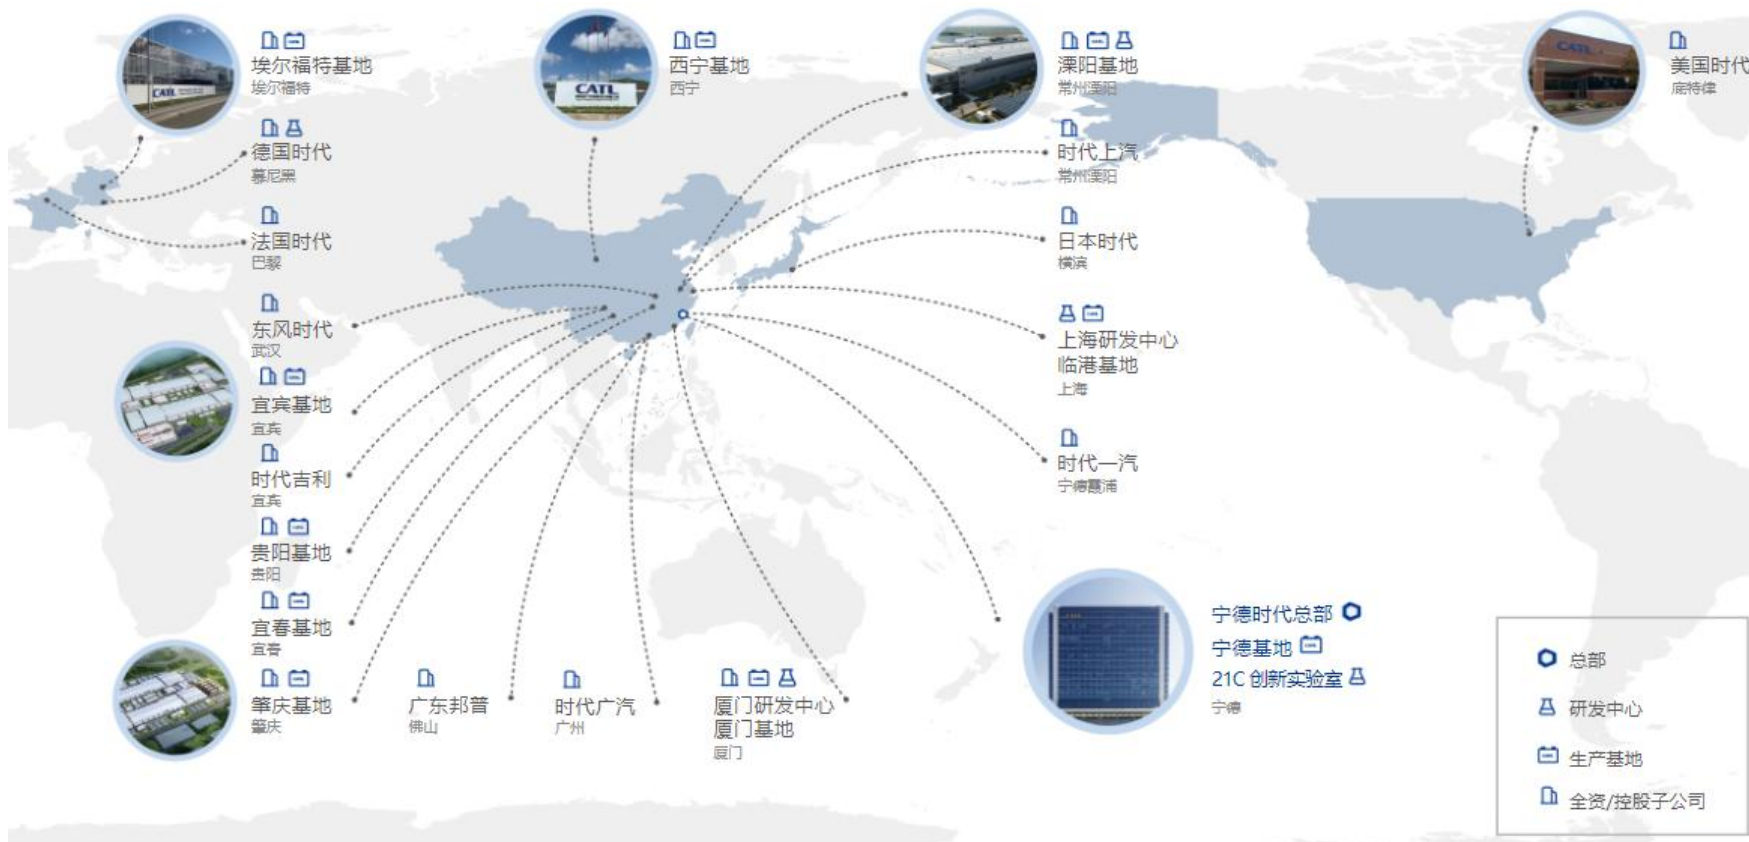 埃尔福特基地
埃尔福特
德国时代
慕尼黑
法国时代
巴黎
东风时代
武汉
宜宾基地
宜宾
时代吉利
宜宾
贵阳基地
贵阳
宜春基地
宜春
肇庆基地
肇庆
广东邦普
佛山
时代广汽
广州
厦门研发中心
厦门基地
厦门
CATL
西宁基地
西宁
CATL
溧阳基地
常州溧阳
时代上汽
常州溧阳
日本时代
横滨
上海研发中心
临港基地
上海
时代一汽
宁德霞浦
宁德时代总部
宁德基地
21C 创新实验室
宁德
CATL
美国时代
底特律
总部
研发中心
生产基地
全资/控股子公司